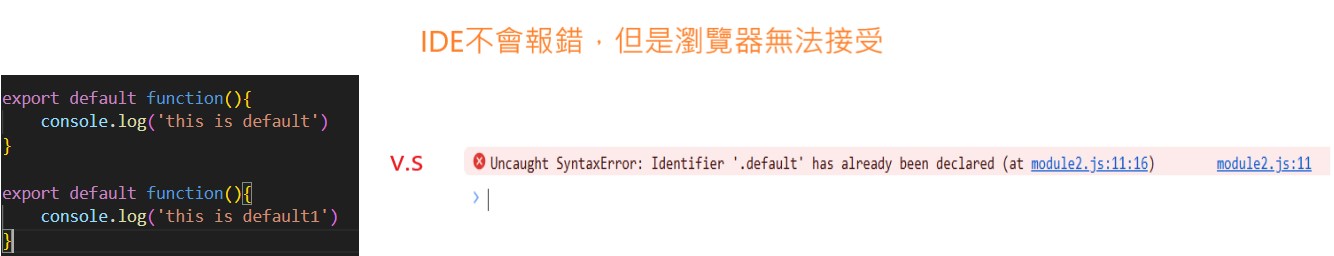 IDE不會報錯，但是瀏覽器無法接受
export default function(){
    console.log('this is default')
}
export default function(){
    console.log('this is default1')
}
V.S
Uncaught SyntaxError: Identifier '.default' has already been declared (at module2.js:11:16) module2.js:11